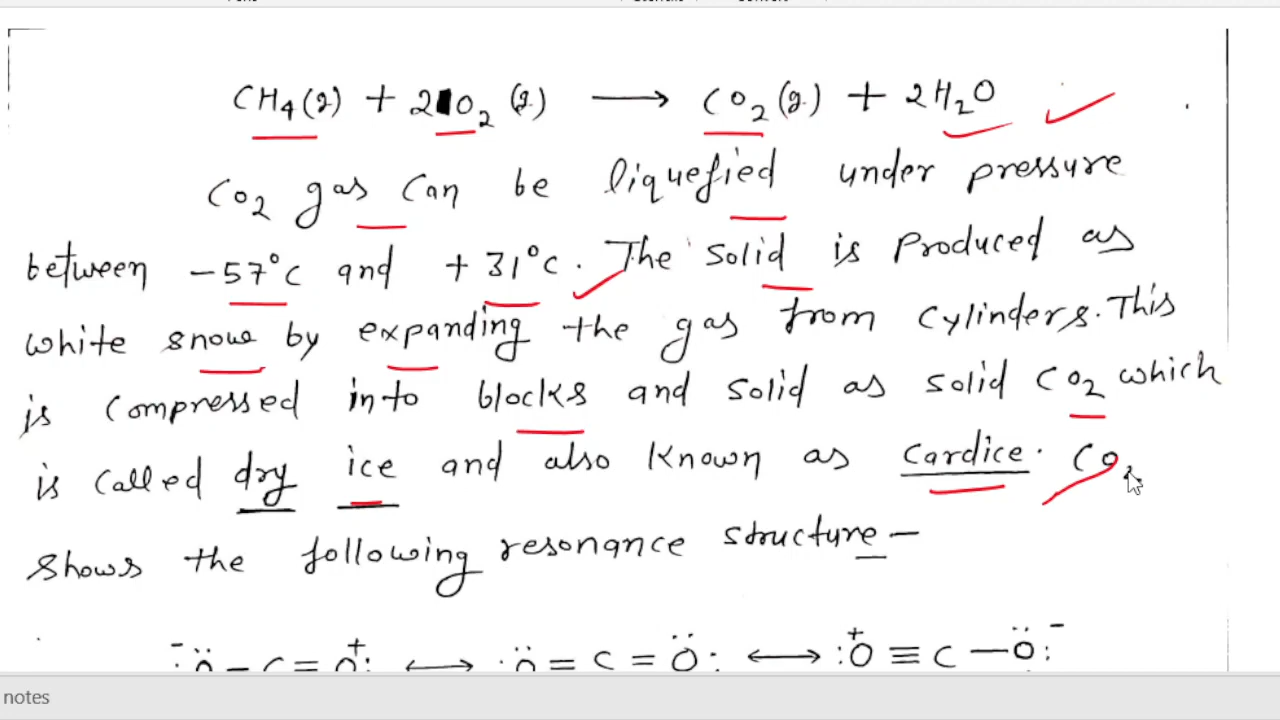 CH₄(g) + 2O₂(g) ⟶ CO₂(g) + 2H₂O
CO₂ gas can be liquefied under pressure
between -57°C and +31°C. The solid is produced as
white snow by expanding the gas from cylinders. This
is compressed into blocks and solid as solid CO₂ which
is called dry ice and also known as cardice. CO₂
shows the following resonance structure —
⁻:Ö - C ≡ O⁺: ⟷ :Ö = C = Ö: ⟷ :O⁺ ≡ C - Ö:⁻
notes